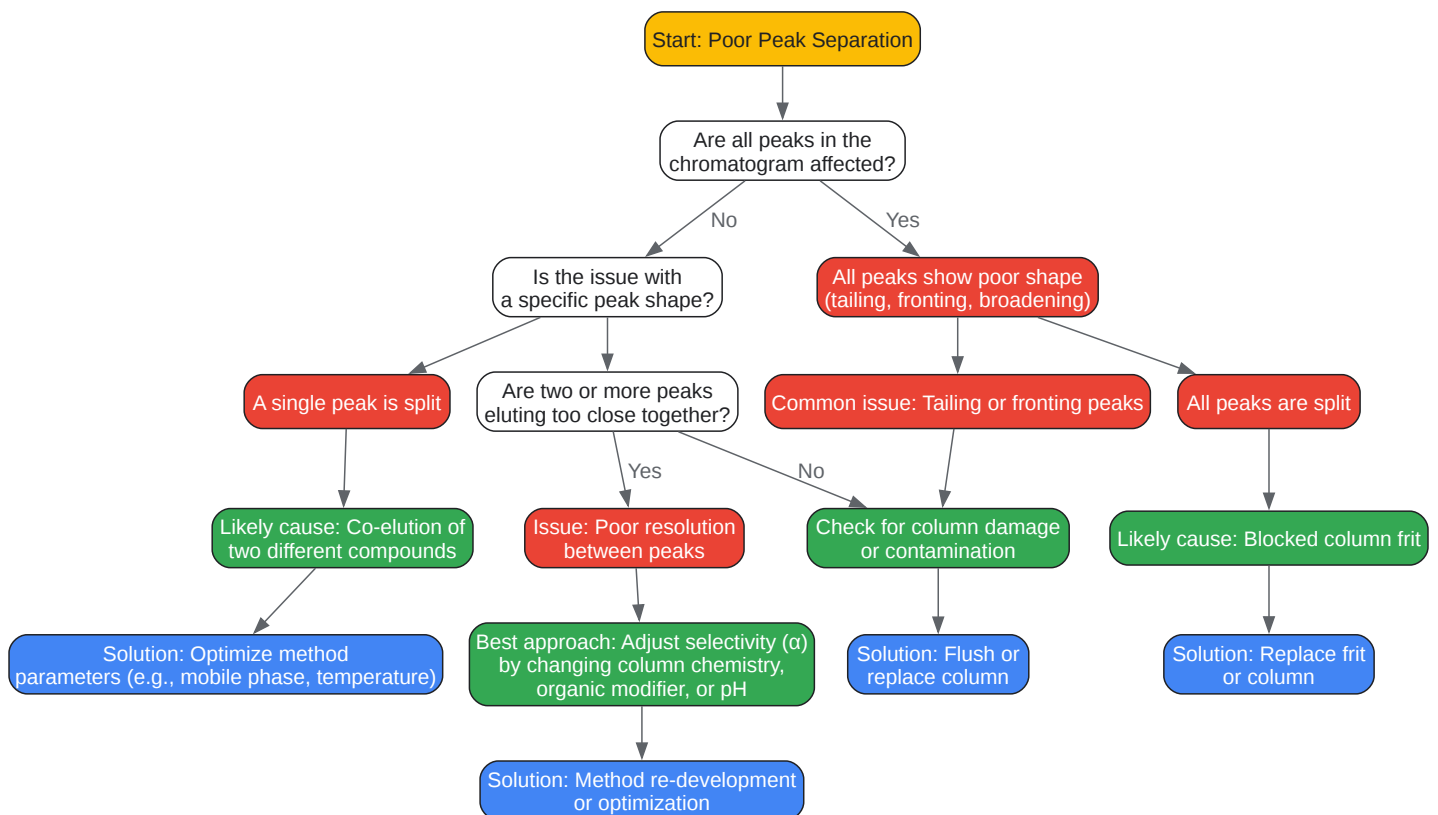 Start: Poor Peak Separation
Are all peaks in the
chromatogram affected?
No
Yes
Is the issue with
a specific peak shape?
All peaks show poor shape
(tailing, fronting, broadening)
A single peak is split
Are two or more peaks
eluting too close together?
Common issue: Tailing or fronting peaks
All peaks are split
Yes
No
Likely cause: Co-elution of
two different compounds
Issue: Poor resolution
between peaks
Check for column damage
or contamination
Likely cause: Blocked column frit
Solution: Optimize method
parameters (e.g., mobile phase, temperature)
Best approach: Adjust selectivity (α)
by changing column chemistry,
organic modifier, or pH
Solution: Flush or
replace column
Solution: Replace frit
or column
Solution: Method re-development
or optimization